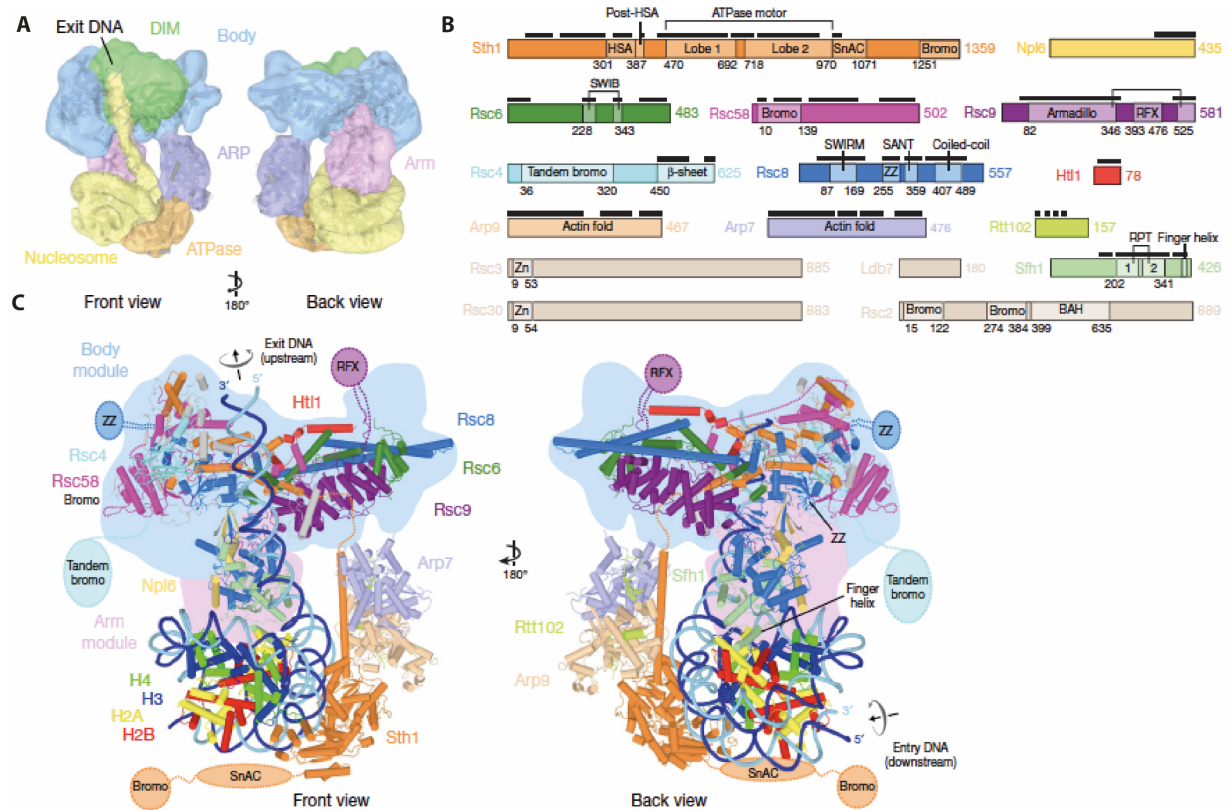 A
Exit DNA
DIM
Body
ARP
Arm
Nucleosome
ATPase
Front view
180°
Back view
B
Post-HSA
ATPase motor
Sth1
HSA
Lobe 1
Lobe 2
SnAC
Bromo
1359
301 387 470 692 718 970 1071 1251
Npl6
435
SWIB
Rsc6
483
228 343
Rsc58
Bromo
502
10 139
Rsc9
Armadillo
RFX
581
82 346 393 476 525
Rsc4
Tandem bromo
β-sheet
625
36 320 450
SWIRM
SANT
Coiled-coil
Rsc8
ZZ
557
87 169 255 359 407 489
Htl1
78
Arp9
Actin fold
467
Arp7
Actin fold
476
Rtt102
157
Rsc3
Zn
885
9 53
Ldb7
180
RPT
Finger helix
Sfh1
1
2
426
202 341
Rsc30
Zn
883
9 54
Rsc2
Bromo
Bromo
BAH
889
15 122 274 384 399 635
C
Body
module
Exit DNA
(upstream)
3′
5′
RFX
Htl1
ZZ
Rsc8
Rsc4
Rsc58
Bromo
Rsc6
Rsc9
Tandem
bromo
Npl6
Arp7
Arm
module
H4
H3
H2A
H2B
Sth1
Bromo
SnAC
Front view
180°
RFX
ZZ
ZZ
Sfh1
Tandem
bromo
Finger
helix
Rtt102
Arp9
3′
5′
Entry DNA
(downstream)
SnAC
Bromo
Back view